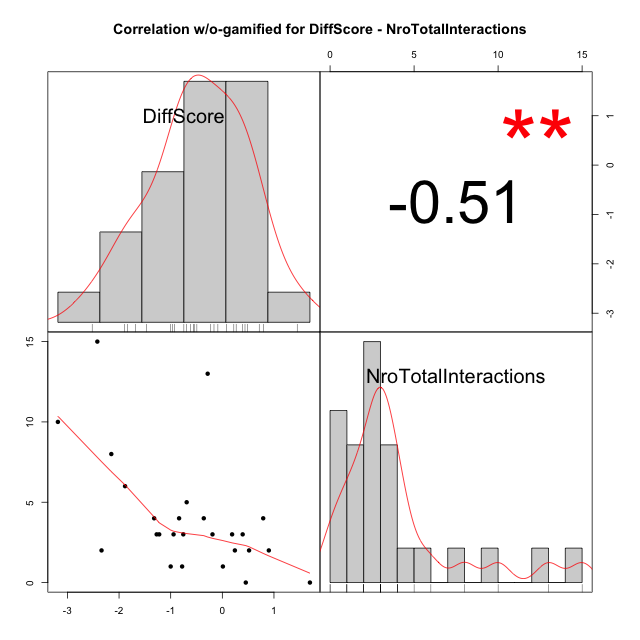 Correlation w/o-gamified for DiffScore - NroTotalInteractions
0 5 10 15
DiffScore
**
-0.51
1
0
-1
-2
-3
15
10
5
0
NroTotalInteractions
-3 -2 -1 0 1